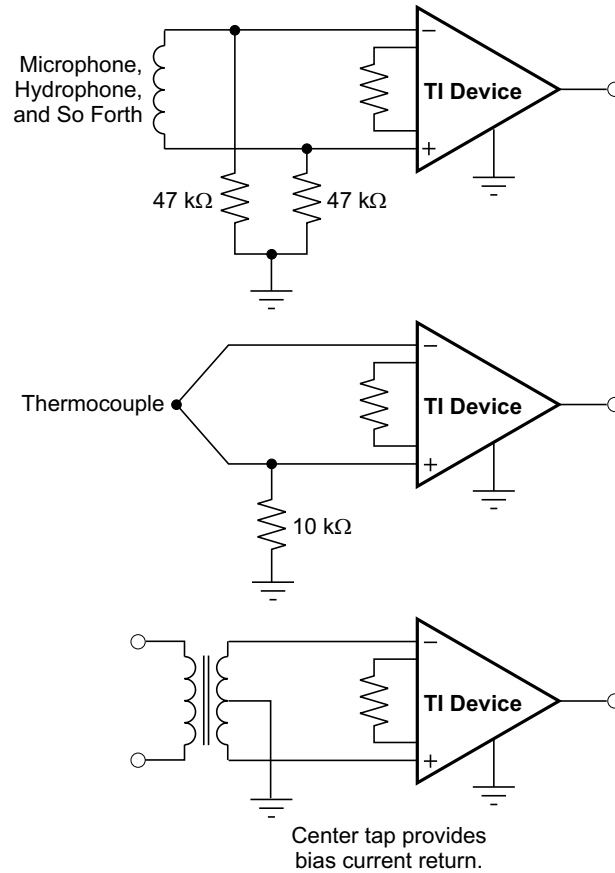 Microphone,
Hydrophone,
and So Forth
−
TI Device
+
47 kΩ
47 kΩ
−
Thermocouple
TI Device
+
10 kΩ
−
TI Device
+
Center tap provides
bias current return.